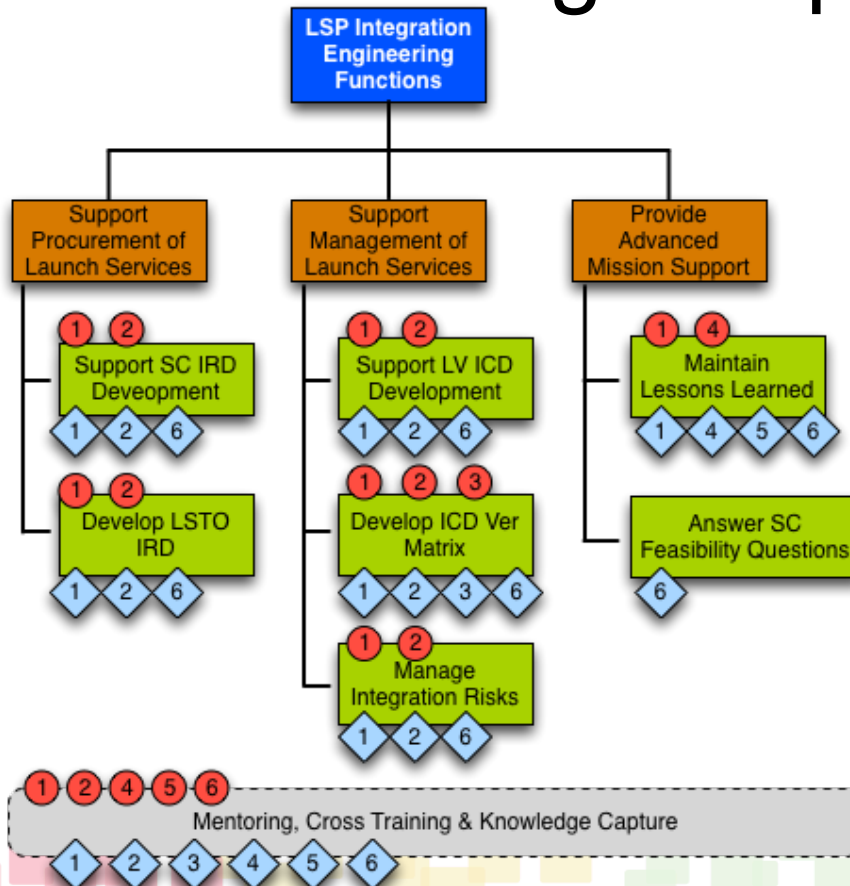 LSP Integration
Engineering
Functions
Support
Procurement of
Launch Services
Support
Management of
Launch Services
Provide
Advanced
Mission Support
1 2
Support SC IRD
Deveopment
1 2 6
1 2
Support LV ICD
Development
1 2 6
1 4
Maintain
Lessons Learned
1 4 5 6
1 2
Develop LSTO
IRD
1 2 6
1 2 3
Develop ICD Ver
Matrix
1 2 3 6
Answer SC
Feasibility Questions
6
1 2
Manage
Integration Risks
1 2 6
1 2 4 5 6
Mentoring, Cross Training & Knowledge Capture
1 2 3 4 5 6